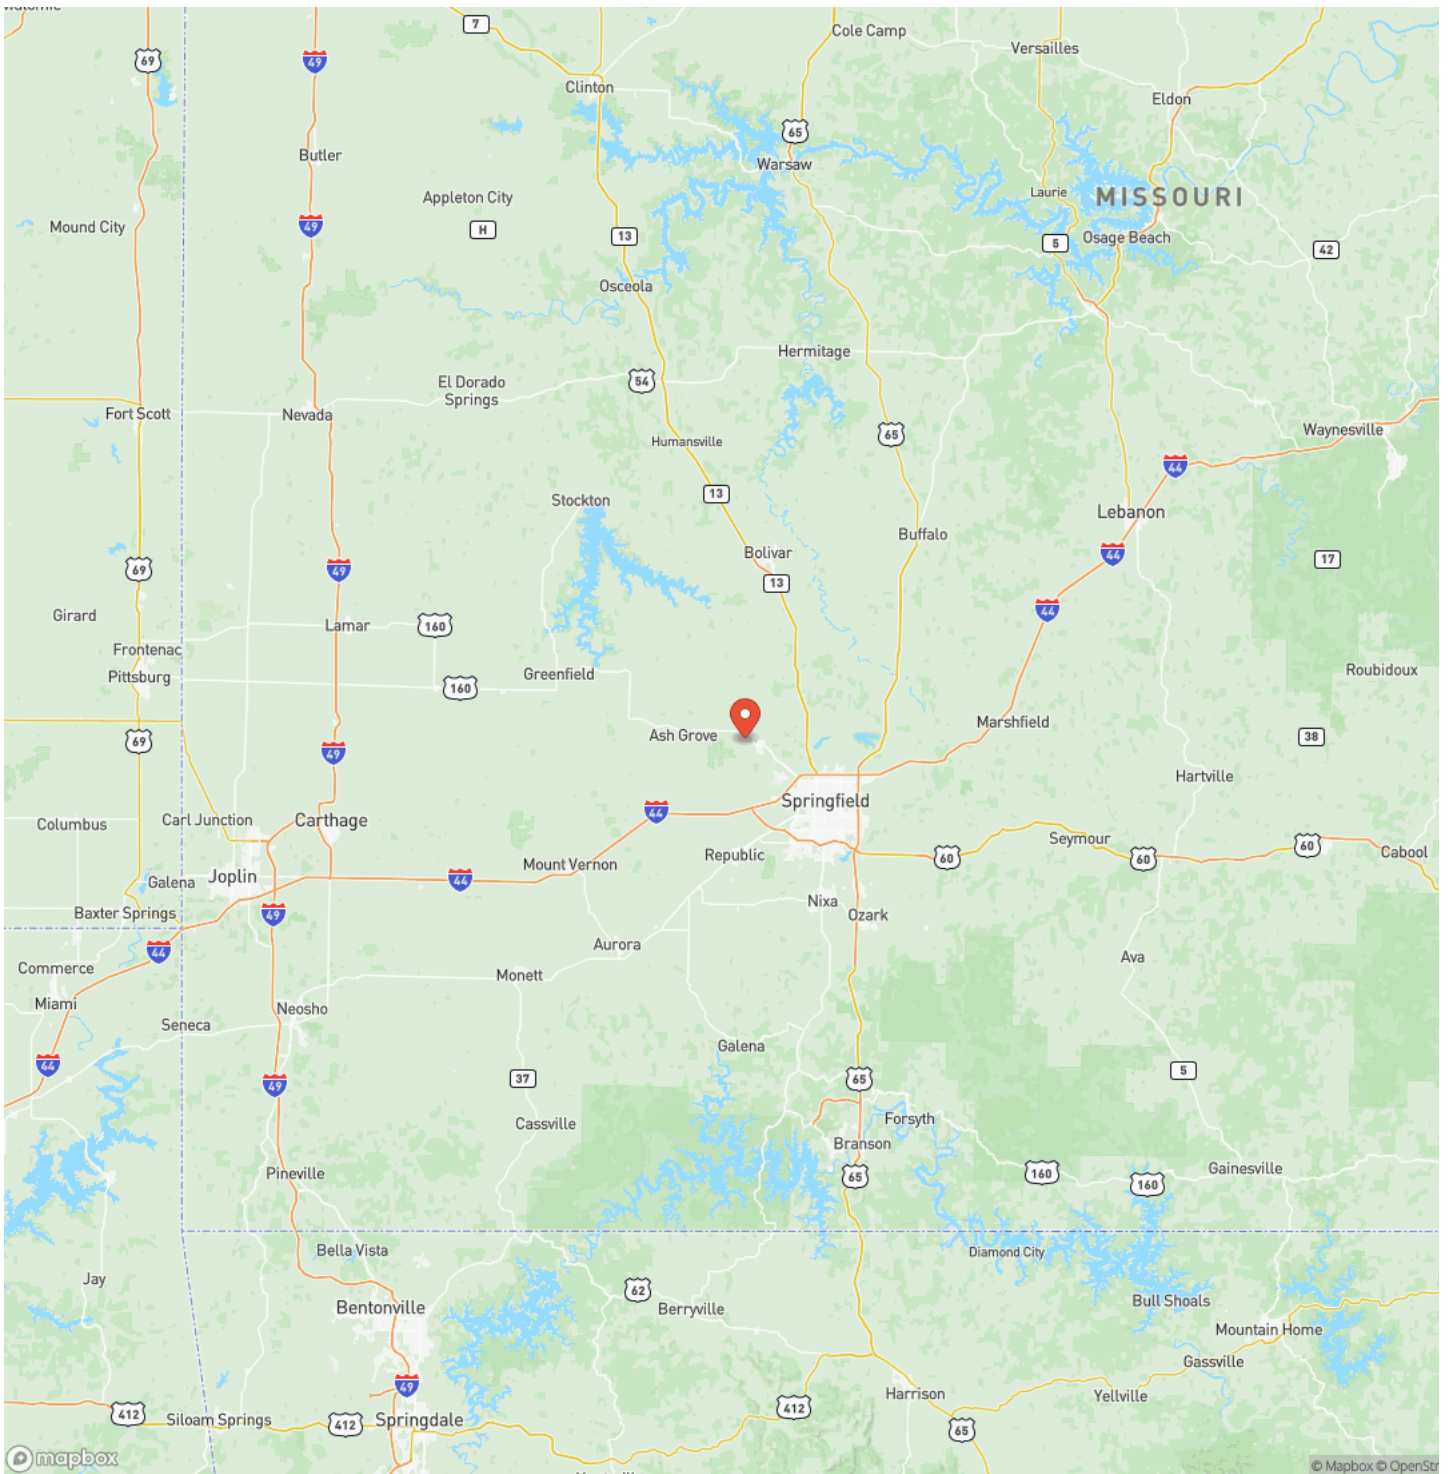 7
Cole Camp
Versailles
69
49
Clinton
Eldon
65
Butler
Warsaw
Appleton City
Laurie
MISSOURI
Mound City
49
H
13
5
Osage Beach
42
Osceola
Hermitage
54
El Dorado
Springs
Fort Scott
Nevada
Humansville
65
Waynesville
44
13
Stockton
Lebanon
Buffalo
Bolivar
44
17
69
49
13
Girard
Lamar
160
44
Frontenac
Pittsburg
Greenfield
160
Roubidoux
Marshfield
69
49
Ash Grove
38
Hartville
Springfield
44
Columbus
Carl Junction
Carthage
Seymour
60
60
60
Cabool
Republic
Mount Vernon
Galena
Joplin
44
Baxter Springs
49
Nixa
Ozark
44
Aurora
Ava
Commerce
Monett
Miami
Neosho
Seneca
44
Galena
49
37
65
5
Cassville
Forsyth
Branson
Pineville
65
160
160
Gainesville
Bella Vista
Diamond City
Jay
62
Bentonville
Berryville
Bull Shoals
Mountain Home
Gassville
49
Harrison
Yellville
412
Siloam Springs
412
Springdale
412
65
mapbox
© Mapbox © OpenStr